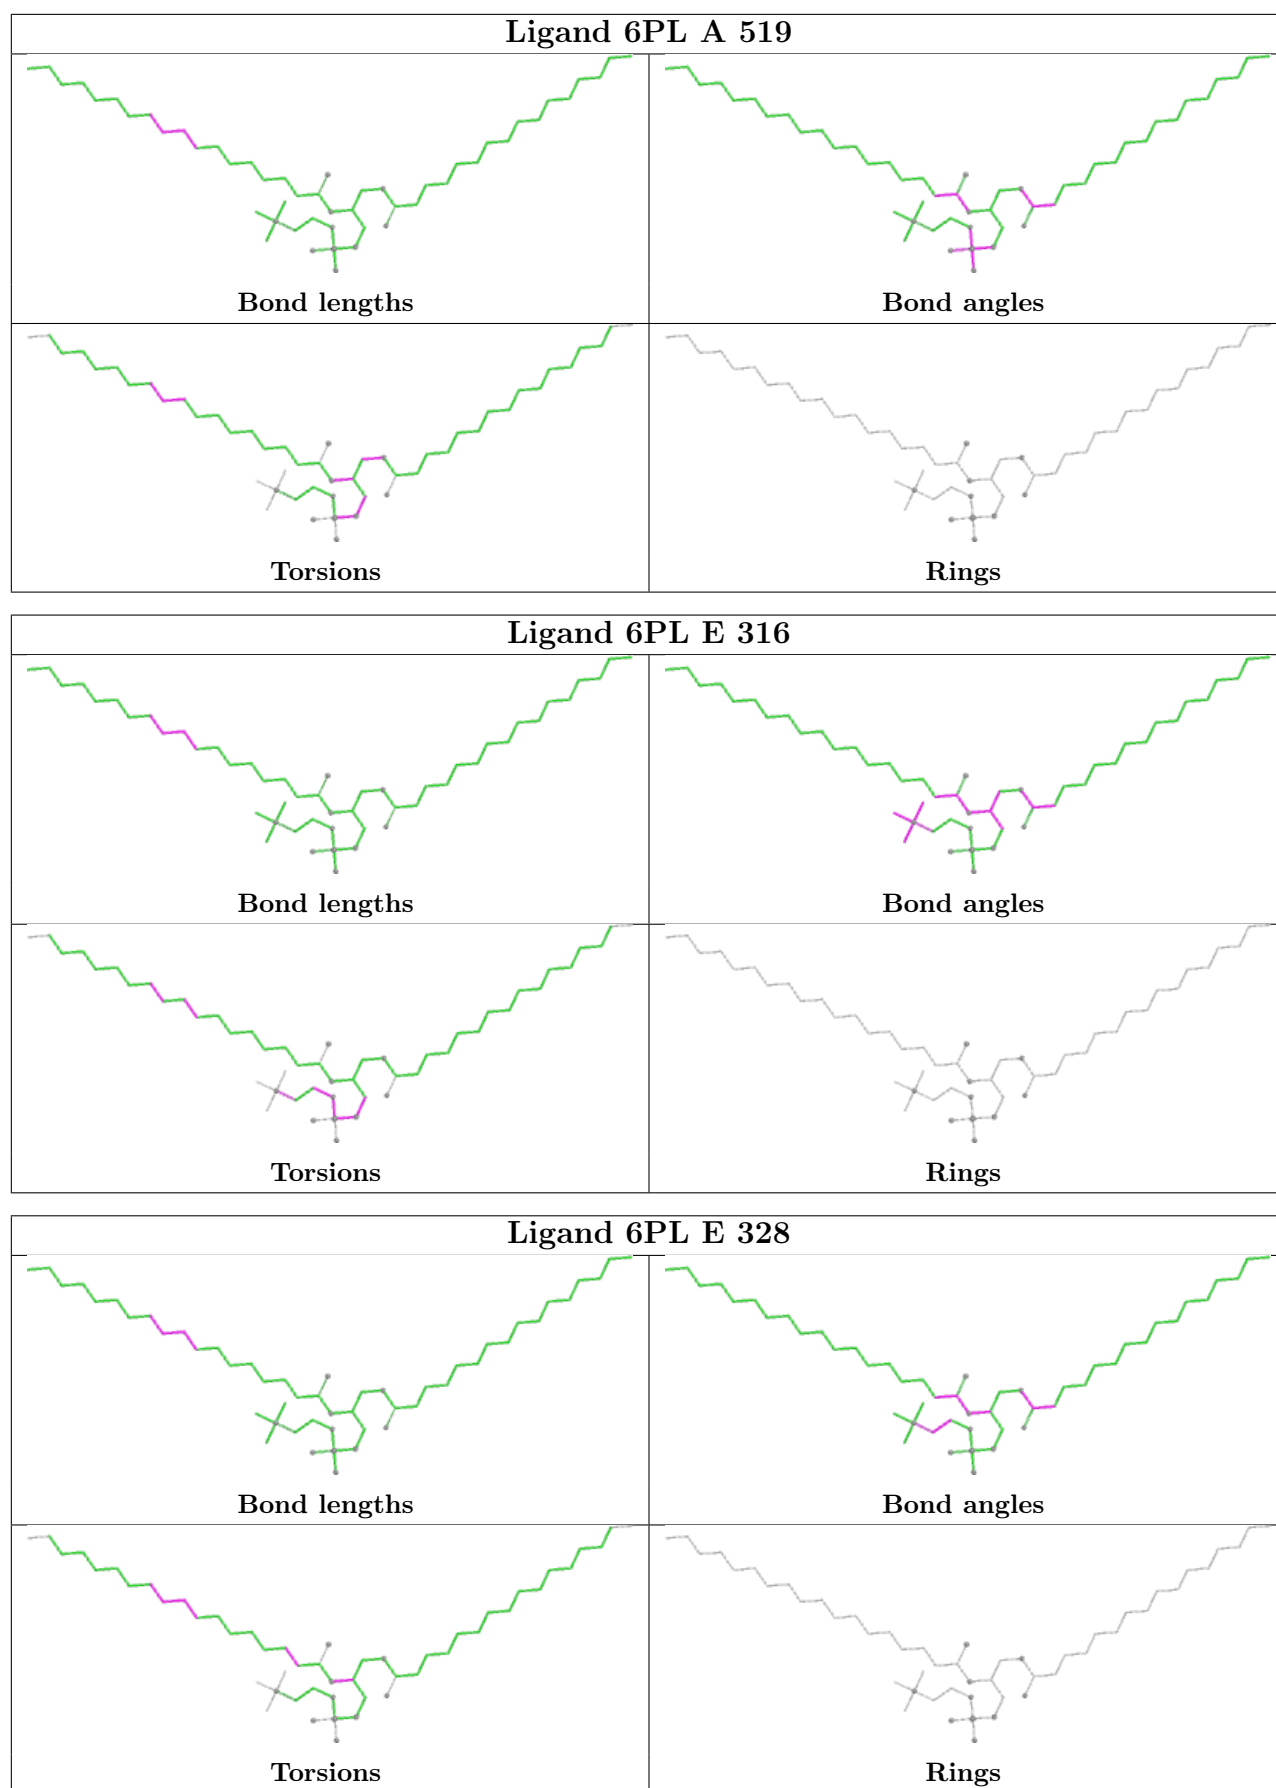 Ligand 6PL A 519
Bond lengths
Bond angles
Torsions
Rings
Ligand 6PL E 316
Bond lengths
Bond angles
Torsions
Rings
Ligand 6PL E 328
Bond lengths
Bond angles
Torsions
Rings